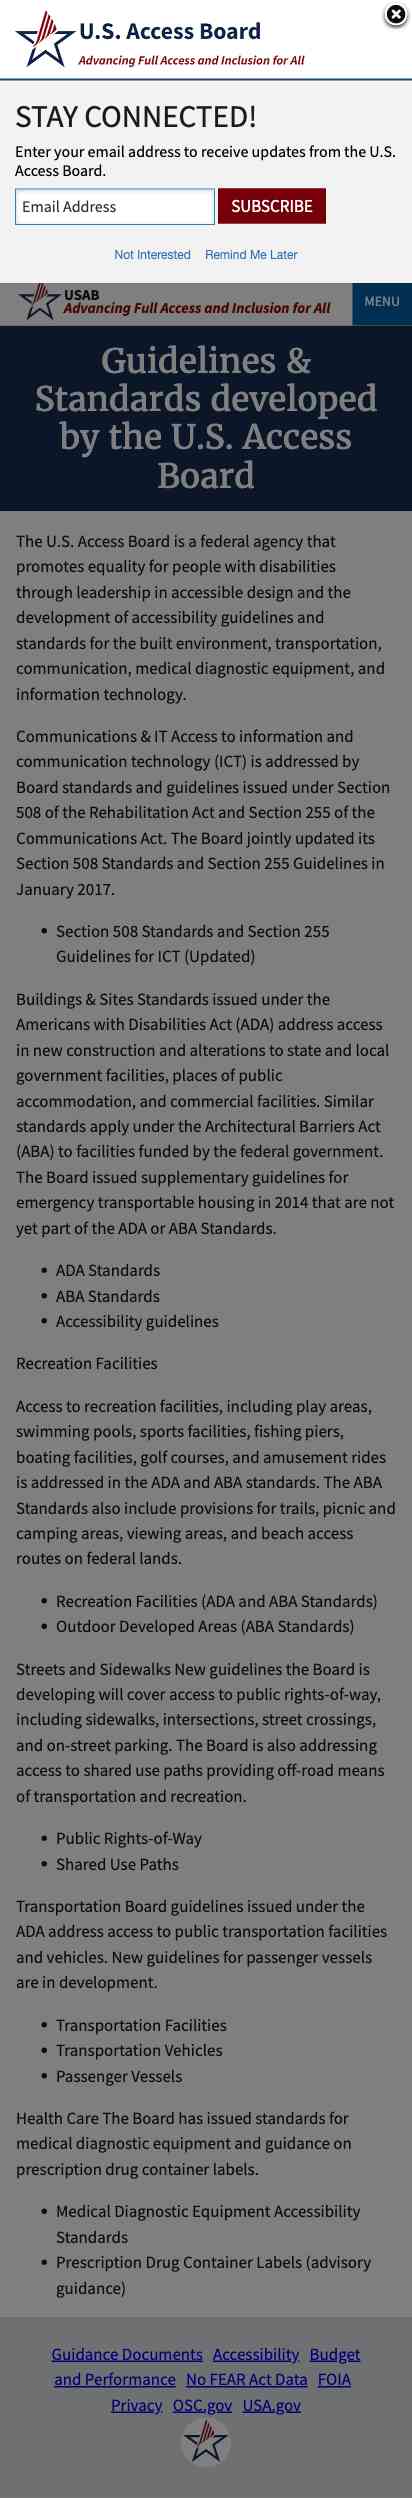 U.S. Access Board
Advancing Full Access and Inclusion for All
STAY CONNECTED!
Enter your email address to receive updates from the U.S.
Access Board.
Email Address
SUBSCRIBE
Not Interested Remind Me Later
USAB
Advancing Full Access and Inclusion for All
MENU
Guidelines &
Standards developed
by the U.S. Access
Board
The U.S. Access Board is a federal agency that
promotes equality for people with disabilities
through leadership in accessible design and the
development of accessibility guidelines and
standards for the built environment, transportation,
communication, medical diagnostic equipment, and
information technology.
Communications & IT Access to information and
communication technology (ICT) is addressed by
Board standards and guidelines issued under Section
508 of the Rehabilitation Act and Section 255 of the
Communications Act. The Board jointly updated its
Section 508 Standards and Section 255 Guidelines in
January 2017.
• Section 508 Standards and Section 255
Guidelines for ICT (Updated)
Buildings & Sites Standards issued under the
Americans with Disabilities Act (ADA) address access
in new construction and alterations to state and local
government facilities, places of public
accommodation, and commercial facilities. Similar
standards apply under the Architectural Barriers Act
(ABA) to facilities funded by the federal government.
The Board issued supplementary guidelines for
emergency transportable housing in 2014 that are not
yet part of the ADA or ABA Standards.
• ADA Standards
• ABA Standards
• Accessibility guidelines
Recreation Facilities
Access to recreation facilities, including play areas,
swimming pools, sports facilities, fishing piers,
boating facilities, golf courses, and amusement rides
is addressed in the ADA and ABA standards. The ABA
Standards also include provisions for trails, picnic and
camping areas, viewing areas, and beach access
routes on federal lands.
• Recreation Facilities (ADA and ABA Standards)
• Outdoor Developed Areas (ABA Standards)
Streets and Sidewalks New guidelines the Board is
developing will cover access to public rights-of-way,
including sidewalks, intersections, street crossings,
and on-street parking. The Board is also addressing
access to shared use paths providing off-road means
of transportation and recreation.
• Public Rights-of-Way
• Shared Use Paths
Transportation Board guidelines issued under the
ADA address access to public transportation facilities
and vehicles. New guidelines for passenger vessels
are in development.
• Transportation Facilities
• Transportation Vehicles
• Passenger Vessels
Health Care The Board has issued standards for
medical diagnostic equipment and guidance on
prescription drug container labels.
• Medical Diagnostic Equipment Accessibility
Standards
• Prescription Drug Container Labels (advisory
guidance)
Guidance Documents Accessibility Budget
and Performance No FEAR Act Data FOIA
Privacy OSC.gov USA.gov